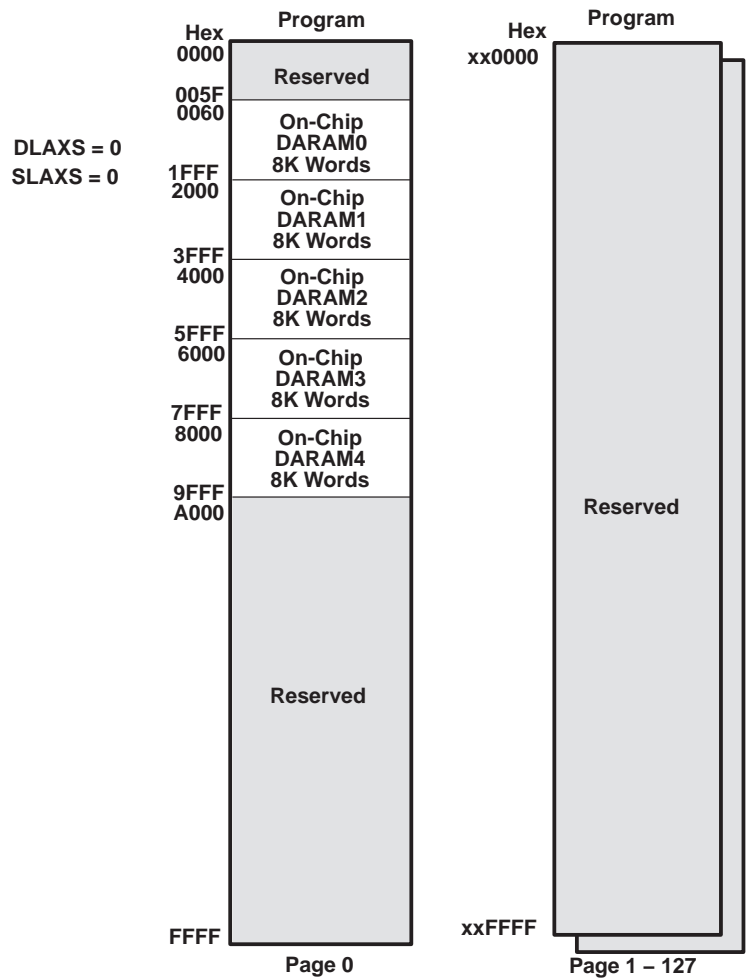 Program
Hex
0000
Reserved
005F
0060
On-Chip
DARAM0
8K Words
DLAXS = 0
SLAXS = 0
1FFF
2000
On-Chip
DARAM1
8K Words
3FFF
4000
On-Chip
DARAM2
8K Words
5FFF
6000
On-Chip
DARAM3
8K Words
7FFF
8000
On-Chip
DARAM4
8K Words
9FFF
A000
Reserved
FFFF
Page 0
Program
Hex
xx0000
Reserved
xxFFFF
Page 1 – 127